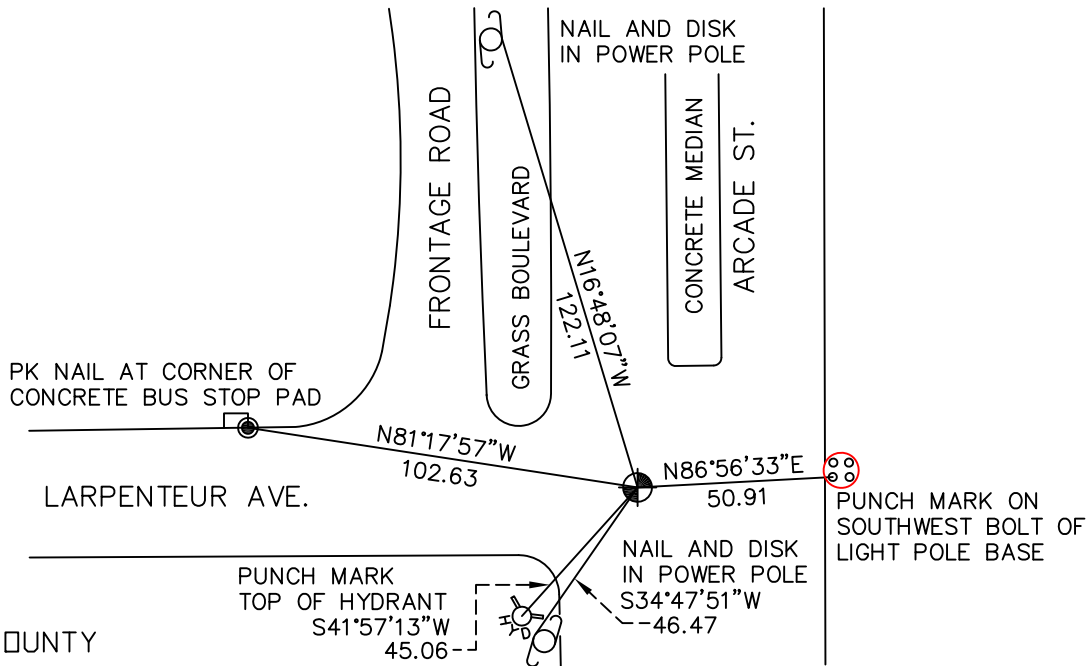 NAIL AND DISK
IN POWER POLE
FRONTAGE ROAD
GRASS BOULEVARD
CONCRETE MEDIAN
ARCADE ST.
N16°48'07"W
122.11
PK NAIL AT CORNER OF
CONCRETE BUS STOP PAD
N81°17'57"W
102.63
N86°56'33"E
50.91
LARPENTEUR AVE.
PUNCH MARK ON
SOUTHWEST BOLT OF
LIGHT POLE BASE
NAIL AND DISK
IN POWER POLE
S34°47'51"W
46.47
PUNCH MARK
TOP OF HYDRANT
S41°57'13"W
45.06
HYD
OUNTY